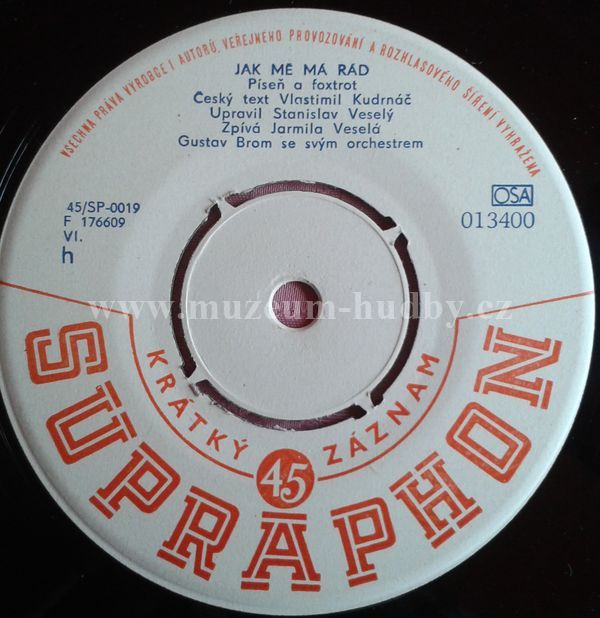 VŠECHNA PRÁVA VÝROBCE I AUTORŮ, VEŘEJNÉHO PROVOZOVÁNÍ A ROZHLASOVÉHO ŠÍŘENÍ VYHRAŽENA
JAK MĚ MÁ RÁD
Píseň a foxtrot
Český text Vlastimil Kudrnáč
Upravil Stanislav Veselý
Zpívá Jarmila Veselá
Gustav Brom se svým orchestrem
45/SP-0019
F 176609
VI.
h
OSA
013400
www.muzeum-hudby.cz
KRÁTKÝ 45 ZÁZNAM
SUPRAPHON